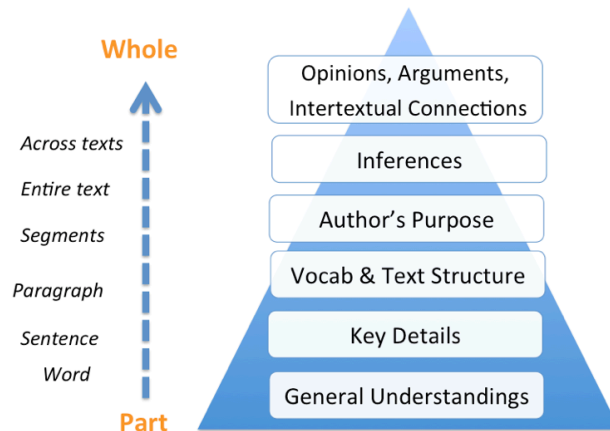 Whole
Across texts
Entire text
Segments
Paragraph
Sentence
Word
Part
Opinions, Arguments,
Intertextual Connections
Inferences
Author’s Purpose
Vocab & Text Structure
Key Details
General Understandings